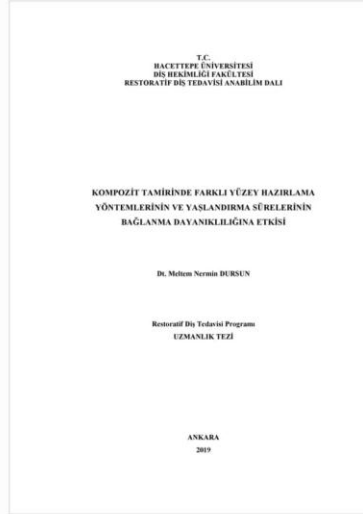 T.C.
HACETTEPE ÜNİVERSİTESİ
DİŞ HEKİMLİĞİ FAKÜLTESİ
RESTORATİF DİŞ TEDAVİSİ ANABİLİM DALI
KOMPOZİT TAMİRİNDE FARKLI YÜZEY HAZIRLAMA
YÖNTEMLERİNİN VE YAŞLANDIRMA SÜRELERİNİN
BAĞLANMA DAYANIKLILIĞINA ETKİSİ
Dt. Meltem Nermin DURSUN
Restoratif Diş Tedavisi Programı
UZMANLIK TEZİ
ANKARA
2019